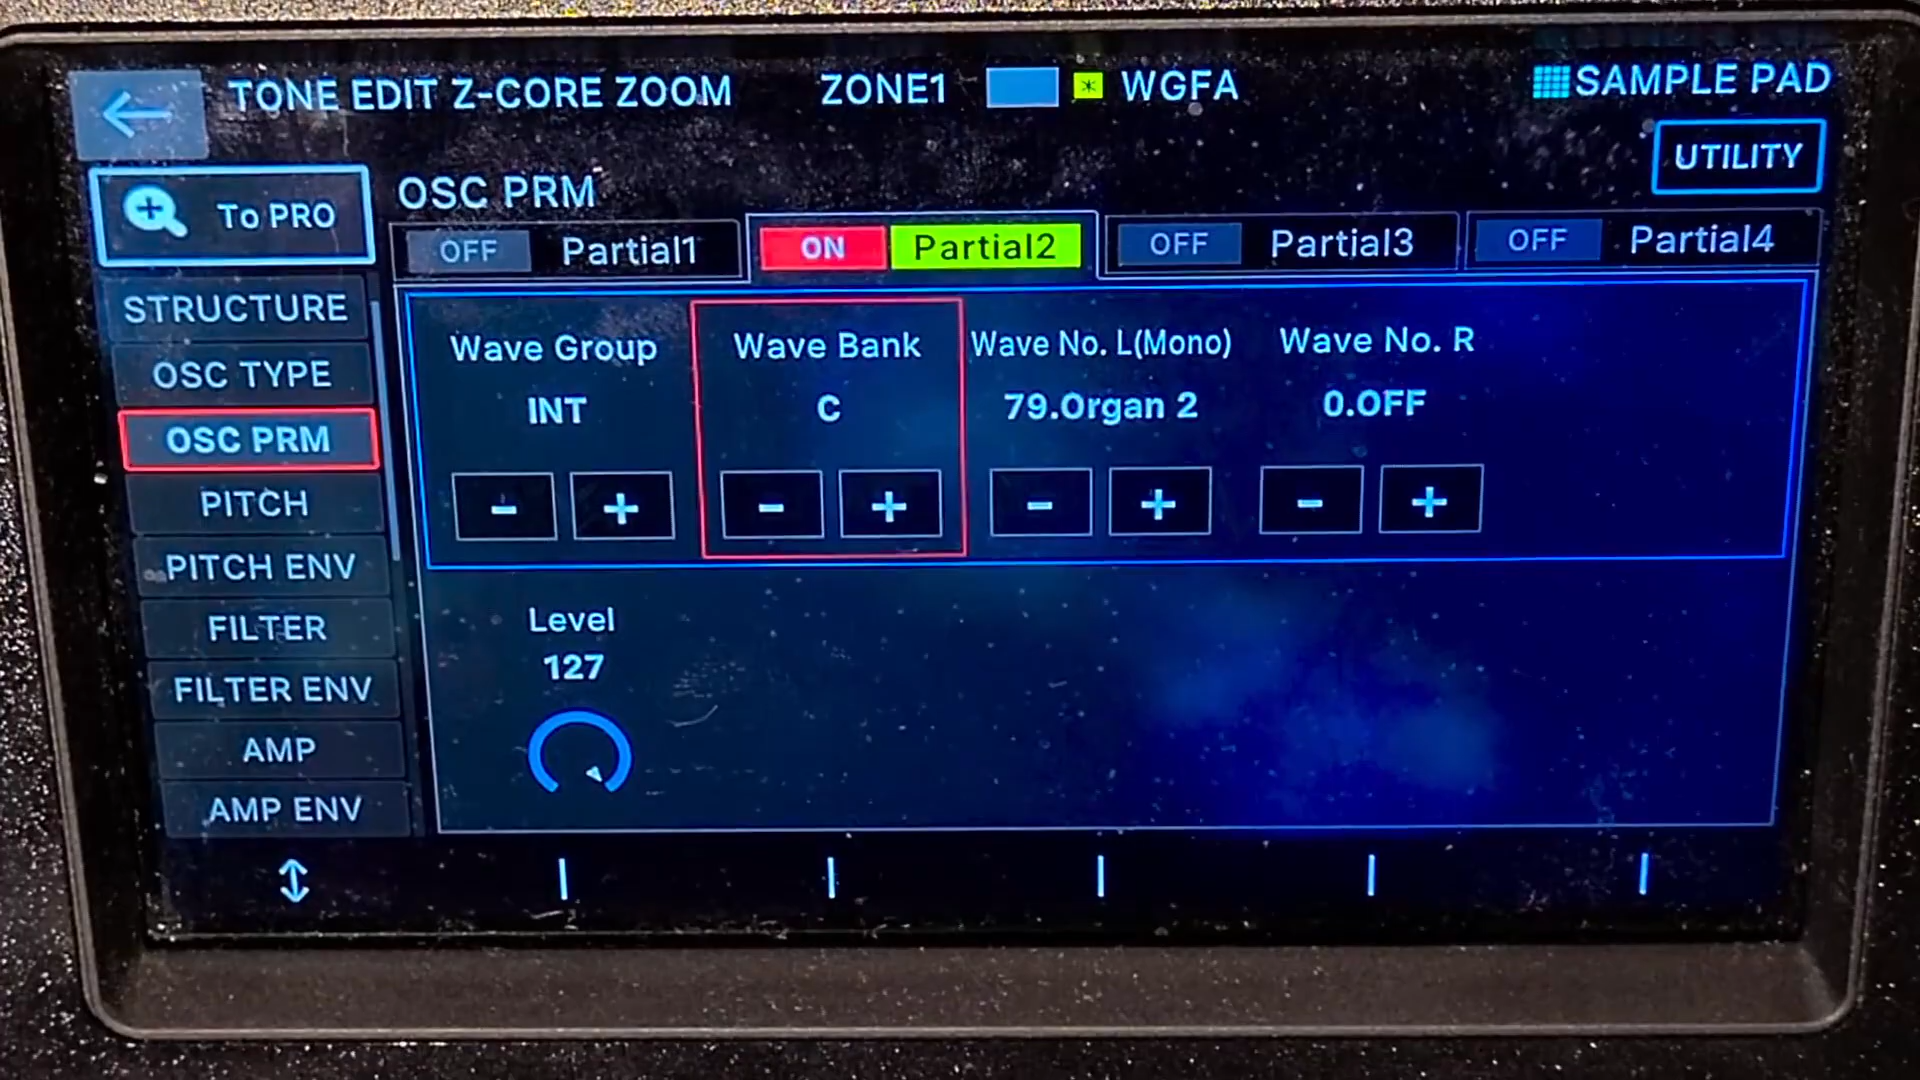 TONE EDIT Z-CORE ZOOM ZONE1 * WGFA SAMPLE PAD
UTILITY
To PRO
OSC PRM
OFF Partial1 ON Partial2 OFF Partial3 OFF Partial4
STRUCTURE
OSC TYPE
OSC PRM
PITCH
PITCH ENV
FILTER
FILTER ENV
AMP
AMP ENV
Wave Group Wave Bank Wave No. L(Mono) Wave No. R
INT C 79.Organ 2 0.OFF
- + - + - + - +
Level
127